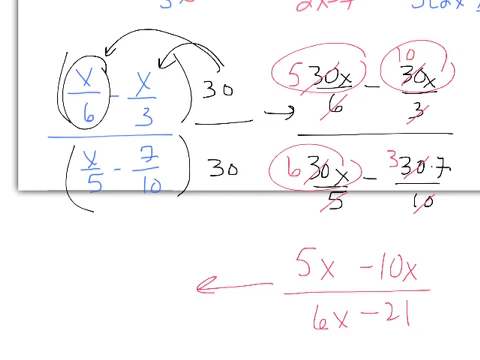 (x/6 - x/3) 30 → 5 30x/6 - 10 30x/3
(x/5 - 7/10) 30 6 30x/5 - 3 30·7/10
← 5x - 10x
6x - 21